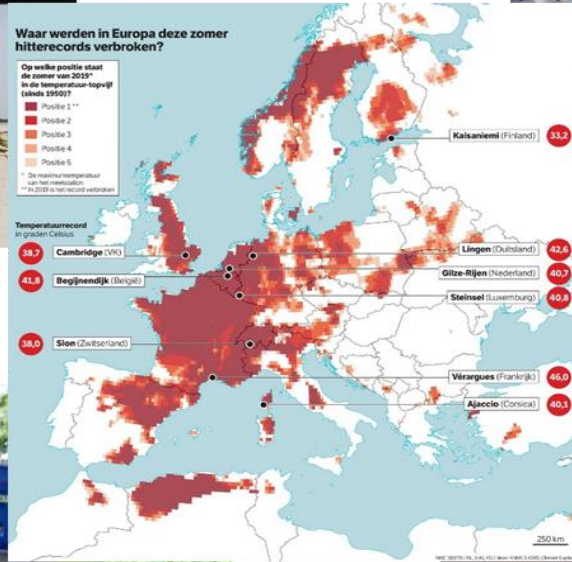 Waar werden in Europa deze zomer
hitterecords verbroken?
Op welke positie staat
de zomer van 2019*
in de temperatuur-topvijf
(sinds 1950)?
Positie 1 **
Positie 2
Positie 3
Positie 4
Positie 5
* De maximumtemperatuur
van het meetstation
** In 2019 is het record verbroken
Temperatuurrecord
in graden Celsius
Kaisaniemi (Finland) 33,2
38,7 Cambridge (VK)
Lingen (Duitsland) 42,6
41,8 Begijnendijk (België)
Gilze-Rijen (Nederland) 40,7
Steinsel (Luxemburg) 40,8
38,0 Sion (Zwitserland)
Vérargues (Frankrijk) 46,0
Ajaccio (Corsica) 40,1
250 km